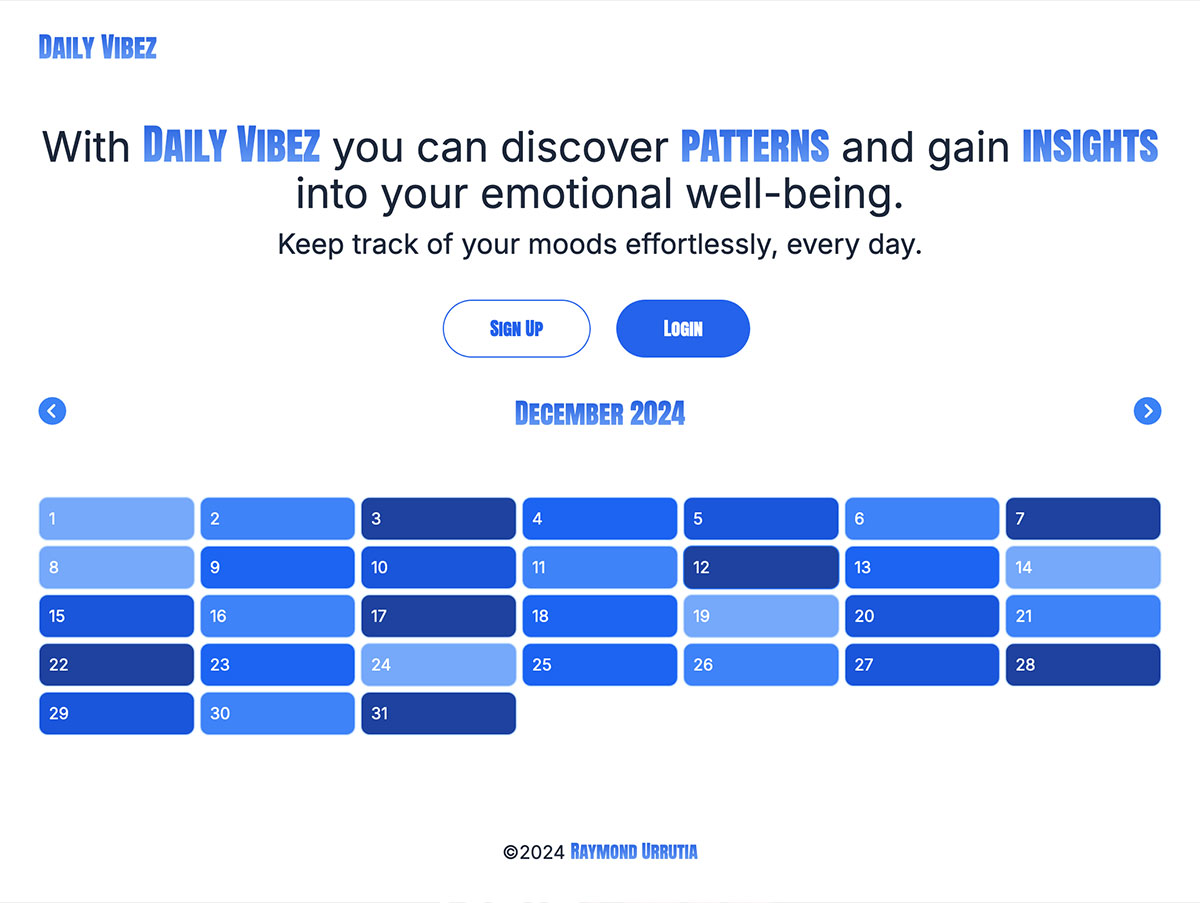 Daily Vibez
With Daily Vibez you can discover PATTERNS and gain INSIGHTS
into your emotional well-being.
Keep track of your moods effortlessly, every day.
Sign Up Login
December 2024
1 2 3 4 5 6 7
8 9 10 11 12 13 14
15 16 17 18 19 20 21
22 23 24 25 26 27 28
29 30 31
©2024 Raymond Urrutia